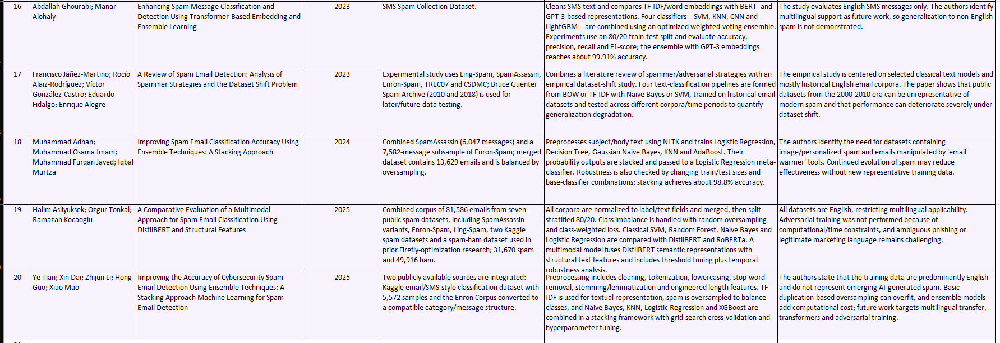 16
Abdallah Ghourabi; Manar
Alohaly
Enhancing Spam Message Classification and
Detection Using Transformer-Based Embedding and
Ensemble Learning
2023
SMS Spam Collection Dataset.
Cleans SMS text and compares TF-IDF/word embeddings with BERT- and
GPT-3-based representations. Four classifiers—SVM, KNN, CNN and
LightGBM—are combined using an optimized weighted-voting ensemble.
Experiments use an 80/20 train-test split and evaluate accuracy,
precision, recall and F1-score; the ensemble with GPT-3 embeddings
reaches about 99.91% accuracy.
The study evaluates English SMS messages only. The authors identify
multilingual support as future work, so generalization to non-English
spam is not demonstrated.
17
Francisco Jáñez-Martino; Rocío
Alaiz-Rodríguez; Víctor
González-Castro; Eduardo
Fidalgo; Enrique Alegre
A Review of Spam Email Detection: Analysis of
Spammer Strategies and the Dataset Shift Problem
2023
Experimental study uses Ling-Spam, SpamAssassin,
Enron-Spam, TREC07 and CSDMC; Bruce Guenter
Spam Archive (2010 and 2018) is used for
later/future-data testing.
Combines a literature review of spammer/adversarial strategies with an
empirical dataset-shift study. Four text-classification pipelines are formed
from BOW or TF-IDF with Naive Bayes or SVM, trained on historical email
datasets and tested across different corpora/time periods to quantify
generalization degradation.
The empirical study is centered on selected classical text models and
mostly historical English email corpora. The paper shows that public
datasets from the 2000-2010 era can be unrepresentative of
modern spam and that performance can deteriorate severely under
dataset shift.
18
Muhammad Adnan;
Muhammad Osama Imam;
Muhammad Furqan Javed; Iqbal
Murtza
Improving Spam Email Classification Accuracy Using
Ensemble Techniques: A Stacking Approach
2024
Combined SpamAssassin (6,047 messages) and a
7,582-message subsample of Enron-Spam; merged
dataset contains 13,629 emails and is balanced by
oversampling.
Preprocesses subject/body text using NLTK and trains Logistic Regression,
Decision Tree, Gaussian Naive Bayes, KNN and AdaBoost. Their
probability outputs are stacked and passed to a Logistic Regression meta-
classifier. Robustness is also checked by changing train/test sizes and
base-classifier combinations; stacking achieves about 98.8% accuracy.
The authors identify the need for datasets containing
image/personalized spam and emails manipulated by 'email
warmer' tools. Continued evolution of spam may reduce
effectiveness without new representative training data.
19
Halim Asliyuksek; Ozgur Tonkal;
Ramazan Kocaoglu
A Comparative Evaluation of a Multimodal
Approach for Spam Email Classification Using
DistilBERT and Structural Features
2025
Combined corpus of 81,586 emails from seven
public spam datasets, including SpamAssassin
variants, Enron-Spam, Ling-Spam, two Kaggle
spam datasets and a spam-ham dataset used in
prior Firefly-optimization research; 31,670 spam
and 49,916 ham.
All corpora are normalized to label/text fields and merged, then split
stratified 80/20. Class imbalance is handled with random oversampling
and class-weighted loss. Classical SVM, Random Forest, Naive Bayes and
Logistic Regression are compared with DistilBERT and RoBERTa. A
multimodal model fuses DistilBERT semantic representations with
structural text features and includes threshold tuning plus temporal
robustness analysis.
All datasets are English, restricting multilingual applicability.
Adversarial training was not performed because of
computational/time constraints, and ambiguous phishing or
legitimate marketing language remains challenging.
20
Ye Tian; Xin Dai; Zhijun Li; Hong
Guo; Xiao Mao
Improving the Accuracy of Cybersecurity Spam
Email Detection Using Ensemble Techniques: A
Stacking Approach Machine Learning for Spam
Email Detection
2025
Two publicly available sources are integrated:
Kaggle email/SMS-style classification dataset with
5,572 samples and the Enron Corpus converted to
a compatible category/message structure.
Preprocessing includes cleaning, tokenization, lowercasing, stop-word
removal, stemming/lemmatization and engineered length features. TF-
IDF is used for textual representation, spam is oversampled to balance
classes, and Naive Bayes, KNN, Logistic Regression and XGBoost are
combined in a stacking framework with grid-search cross-validation and
hyperparameter tuning.
The authors state that the training data are predominantly English
and do not represent emerging AI-generated spam. Basic
duplication-based oversampling can overfit, and ensemble models
add computational cost; future work targets multilingual transfer,
transformers and adversarial training.